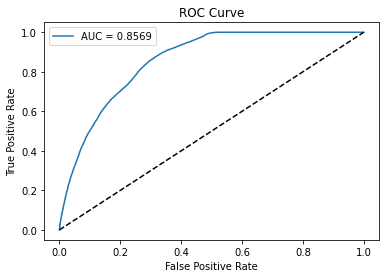 ROC Curve
AUC = 0.8569
True Positive Rate
1.0
0.8
0.6
0.4
0.2
0.0
0.0 0.2 0.4 0.6 0.8 1.0
False Positive Rate